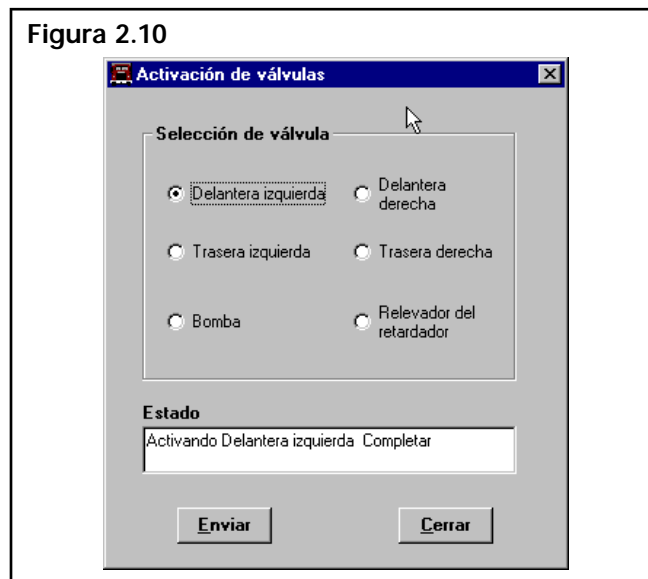 Figura 2.10
Activación de válvulas
Selección de válvula
Delantera izquierda
Delantera
derecha
Trasera izquierda
Trasera derecha
Bomba
Relevador del
retardador
Estado
Activando Delantera izquierda  Completar
Enviar
Cerrar